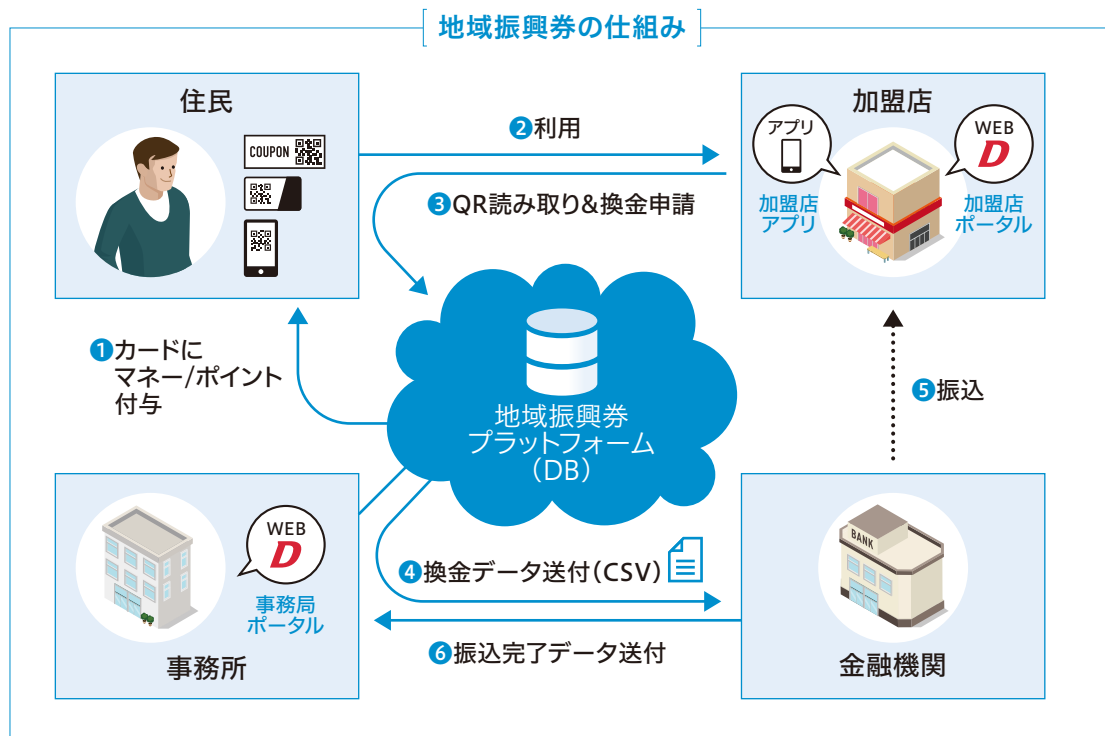 地域振興券の仕組み
住民
COUPON
❷利用
❸QR読み取り&換金申請
加盟店
アプリ
加盟店
アプリ
WEB
D
加盟店
ポータル
❶カードに
マネー/ポイント
付与
地域振興券
プラットフォーム
(DB)
❺振込
WEB
D
事務局
ポータル
事務所
❹換金データ送付(CSV)
❻振込完了データ送付
BANK
金融機関